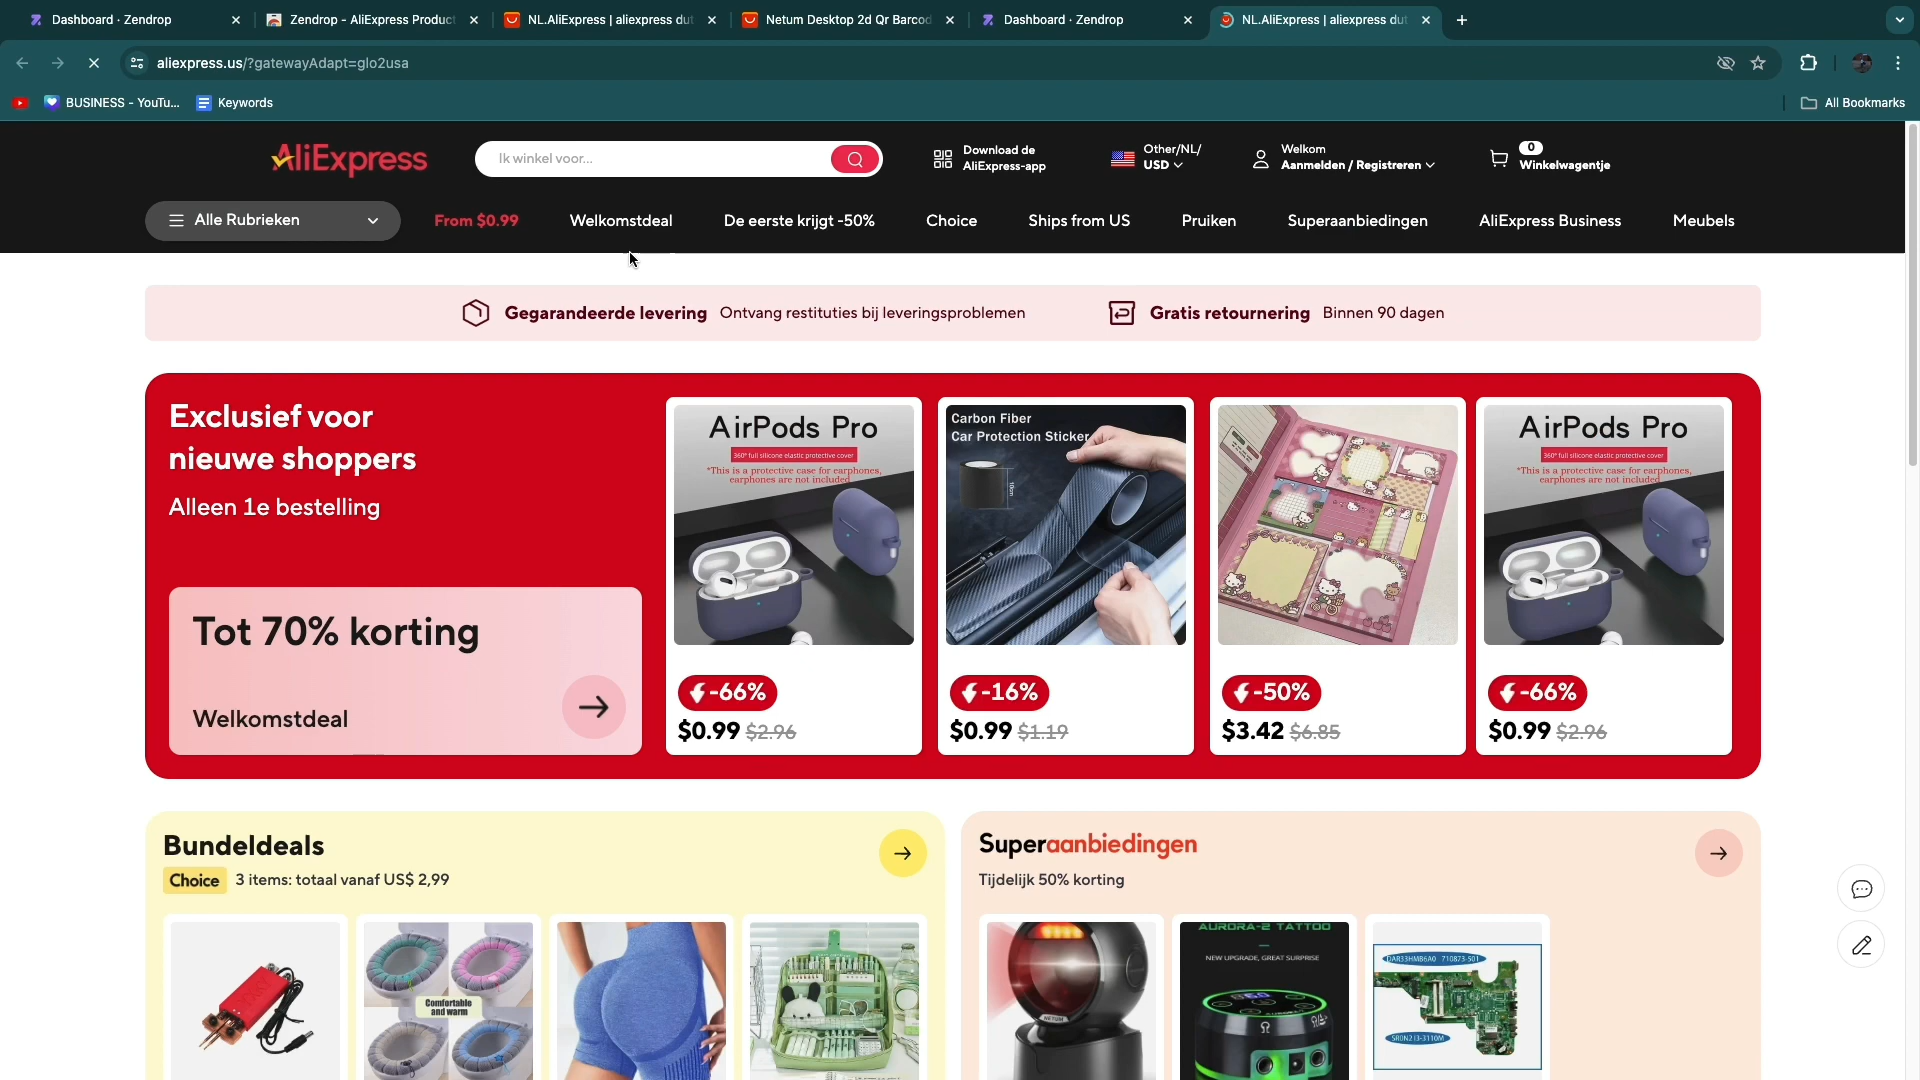 Dashboard · Zendrop
Zendrop - AliExpress Product
NL.AliExpress | aliexpress dut
Netum Desktop 2d Qr Barcod
Dashboard · Zendrop
NL.AliExpress | aliexpress dut
aliexpress.us/?gatewayAdapt=glo2usa
BUSINESS - YouTu...
Keywords
All Bookmarks
AliExpress
Ik winkel voor...
Download de
AliExpress-app
Other/NL/
USD
Welkom
Aanmelden / Registreren
0
Winkelwagentje
Alle Rubrieken
From $0.99
Welkomstdeal
De eerste krijgt -50%
Choice
Ships from US
Pruiken
Superaanbiedingen
AliExpress Business
Meubels
Gegarandeerde levering Ontvang restituties bij leveringsproblemen
Gratis retournering Binnen 90 dagen
Exclusief voor
nieuwe shoppers
Alleen 1e bestelling
Tot 70% korting
Welkomstdeal
AirPods Pro
360° full silicone elastic protective cover
*This is a protective case for earphones,
earphones are not included
-66%
$0.99 $2.96
Carbon Fiber
Car Protection Sticker
10cm
-16%
$0.99 $1.19
-50%
$3.42 $6.85
AirPods Pro
360° full silicone elastic protective cover
*This is a protective case for earphones,
earphones are not included
-66%
$0.99 $2.96
Bundeldeals
Choice 3 items: totaal vanaf US$ 2,99
Comfortable
and warm
Superaanbiedingen
Tijdelijk 50% korting
NETUM
AURORA-2 TATTOO
NEW UPGRADE, GREAT SURPRISE
DAR33HMB6A0 710873-501
SR0N2 I3-3110M